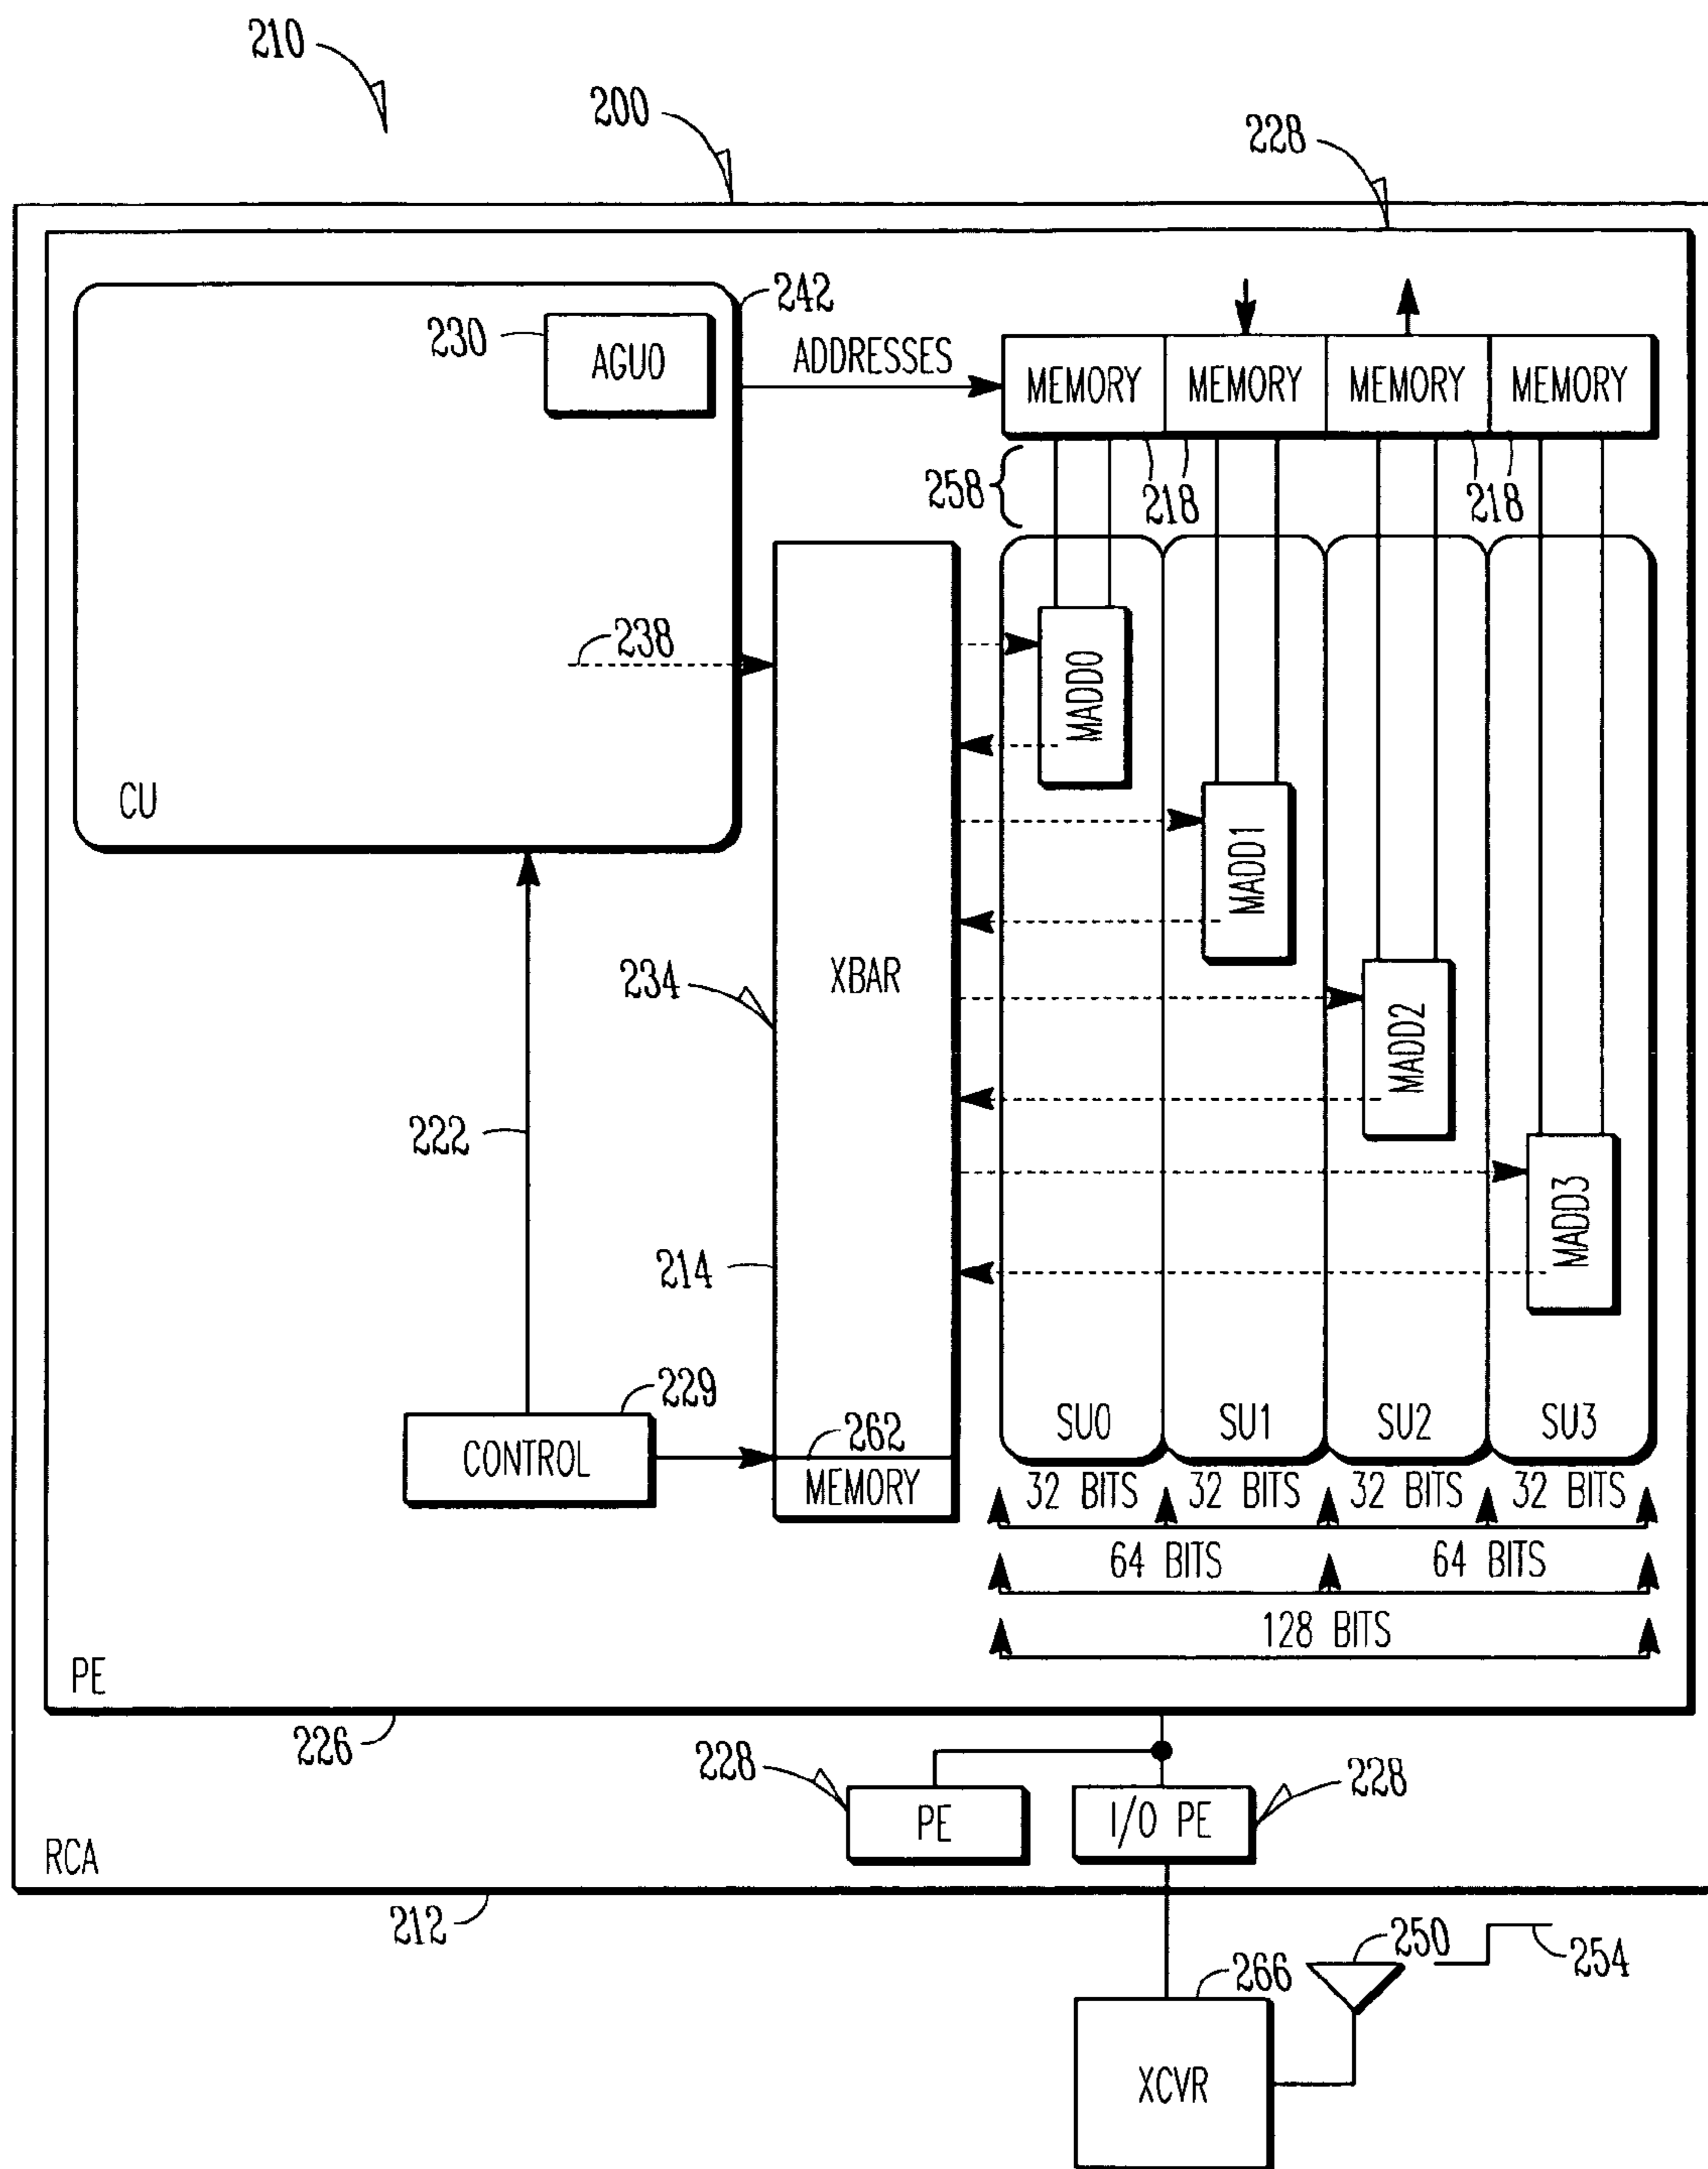 210
200
228
242
230
AGU0
ADDRESSES
MEMORY MEMORY MEMORY MEMORY
258
218
218
238
MADD0
CU
MADD1
234
XBAR
MADD2
222
MADD3
214
229
CONTROL
262
MEMORY
SU0 SU1 SU2 SU3
32 BITS 32 BITS 32 BITS 32 BITS
64 BITS 64 BITS
128 BITS
PE
226
228
PE
I/O PE
228
RCA
212
250
254
266
XCVR